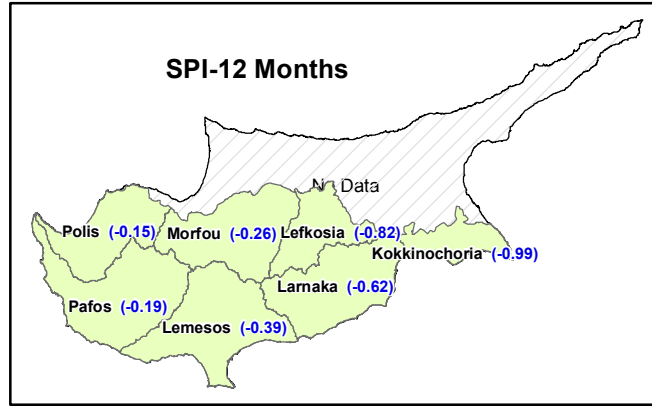 SPI-12 Months
No Data
Polis (-0.15)
Morfou (-0.26)
Lefkosia (-0.82)
Kokkinochoria (-0.99)
Pafos (-0.19)
Larnaka (-0.62)
Lemesos (-0.39)